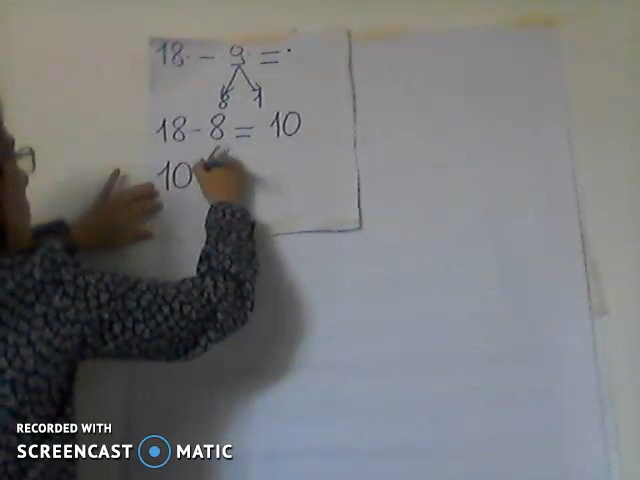 18 - 9 =
8 1
18 - 8 = 10
10
RECORDED WITH
SCREENCAST MATIC